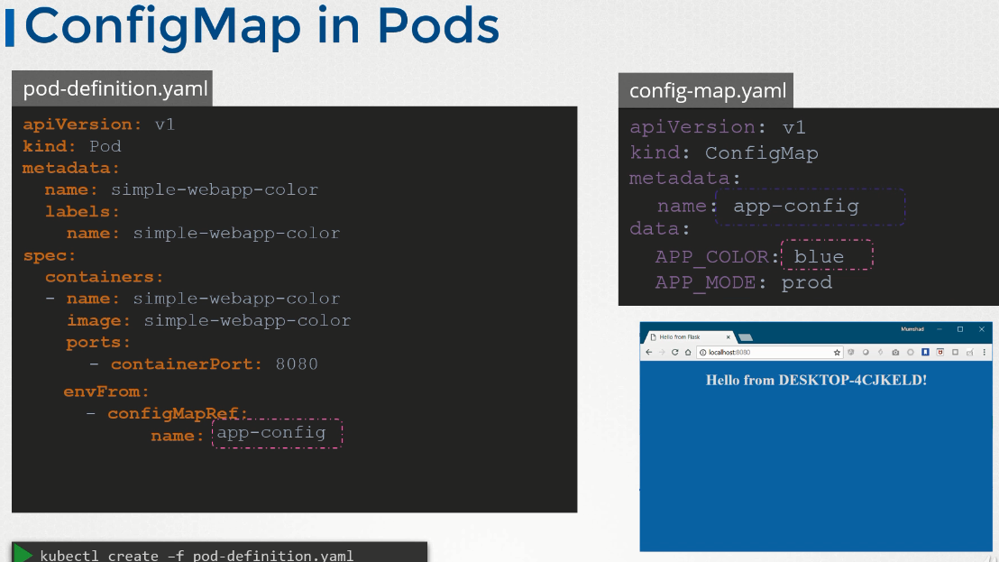 ConfigMap in Pods
pod-definition.yaml
apiVersion: v1
kind: Pod
metadata:
  name: simple-webapp-color
  labels:
    name: simple-webapp-color
spec:
  containers:
  - name: simple-webapp-color
    image: simple-webapp-color
    ports:
      - containerPort: 8080
    envFrom:
      - configMapRef:
            name: app-config
kubectl create –f pod-definition.yaml
config-map.yaml
apiVersion: v1
kind: ConfigMap
metadata:
  name: app-config
data:
  APP_COLOR: blue
  APP_MODE: prod
Mumshad
Hello from Flask
localhost:8080
Hello from DESKTOP-4CJKELD!